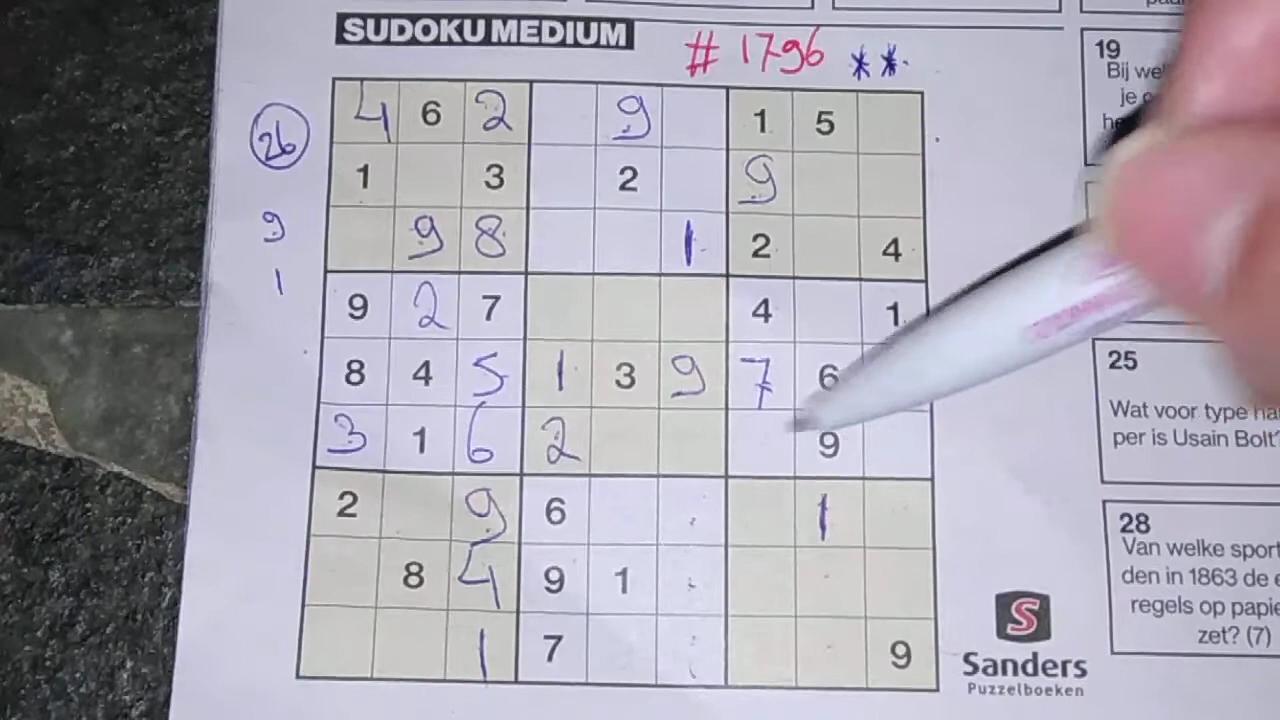 SUDOKU MEDIUM # 1796 **
26
9
1
4 6 2 9 1 5
1 3 2 9
9 8 1 2 4
9 2 7 4 1
8 4 5 1 3 9 7 6
3 1 6 2 9
2 9 6 1
8 4 9 1
1 7 9
19
Bij
je
25
Wat voor type
per is Usain Bolt?
28
Van welke sport
den in 1863 de
regels op
zet? (7)
S
Sanders
Puzzelboeken